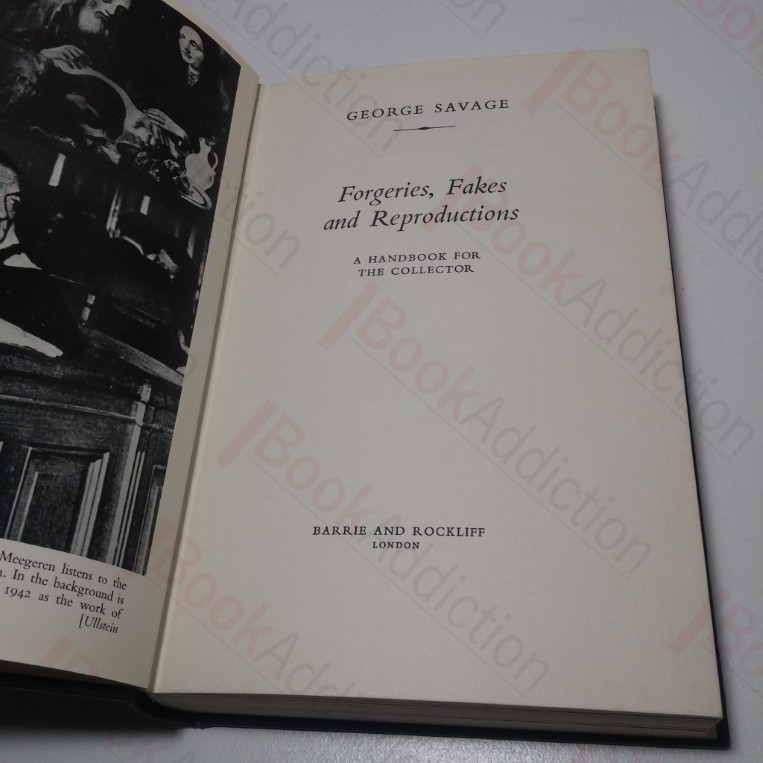 Meegeren listens to the
n. In the background is
1942 as the work of
[Ullstein
GEORGE SAVAGE
Forgeries, Fakes
and Reproductions
A HANDBOOK FOR
THE COLLECTOR
BARRIE AND ROCKLIFF
LONDON
BookAddiction